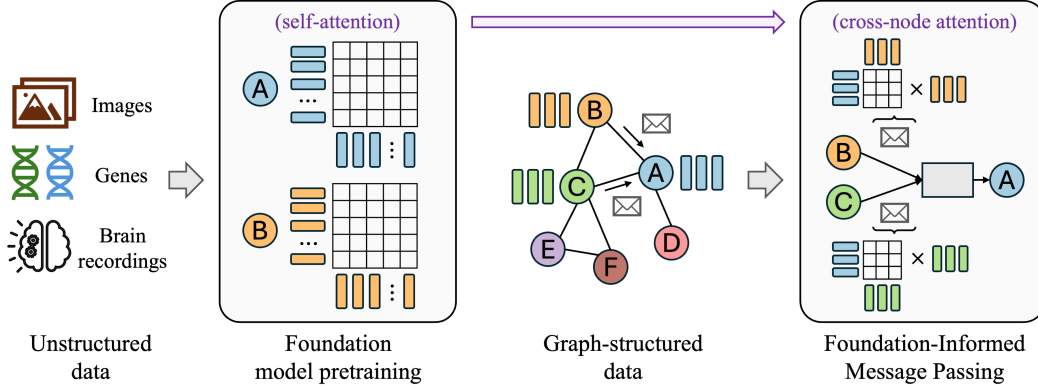 (self-attention)
(cross-node attention)
Images
Genes
Brain
recordings
A
...
B
...
B
A
C
E
F
D
×
B
C
A
×
Unstructured
data
Foundation
model pretraining
Graph-structured
data
Foundation-Informed
Message Passing